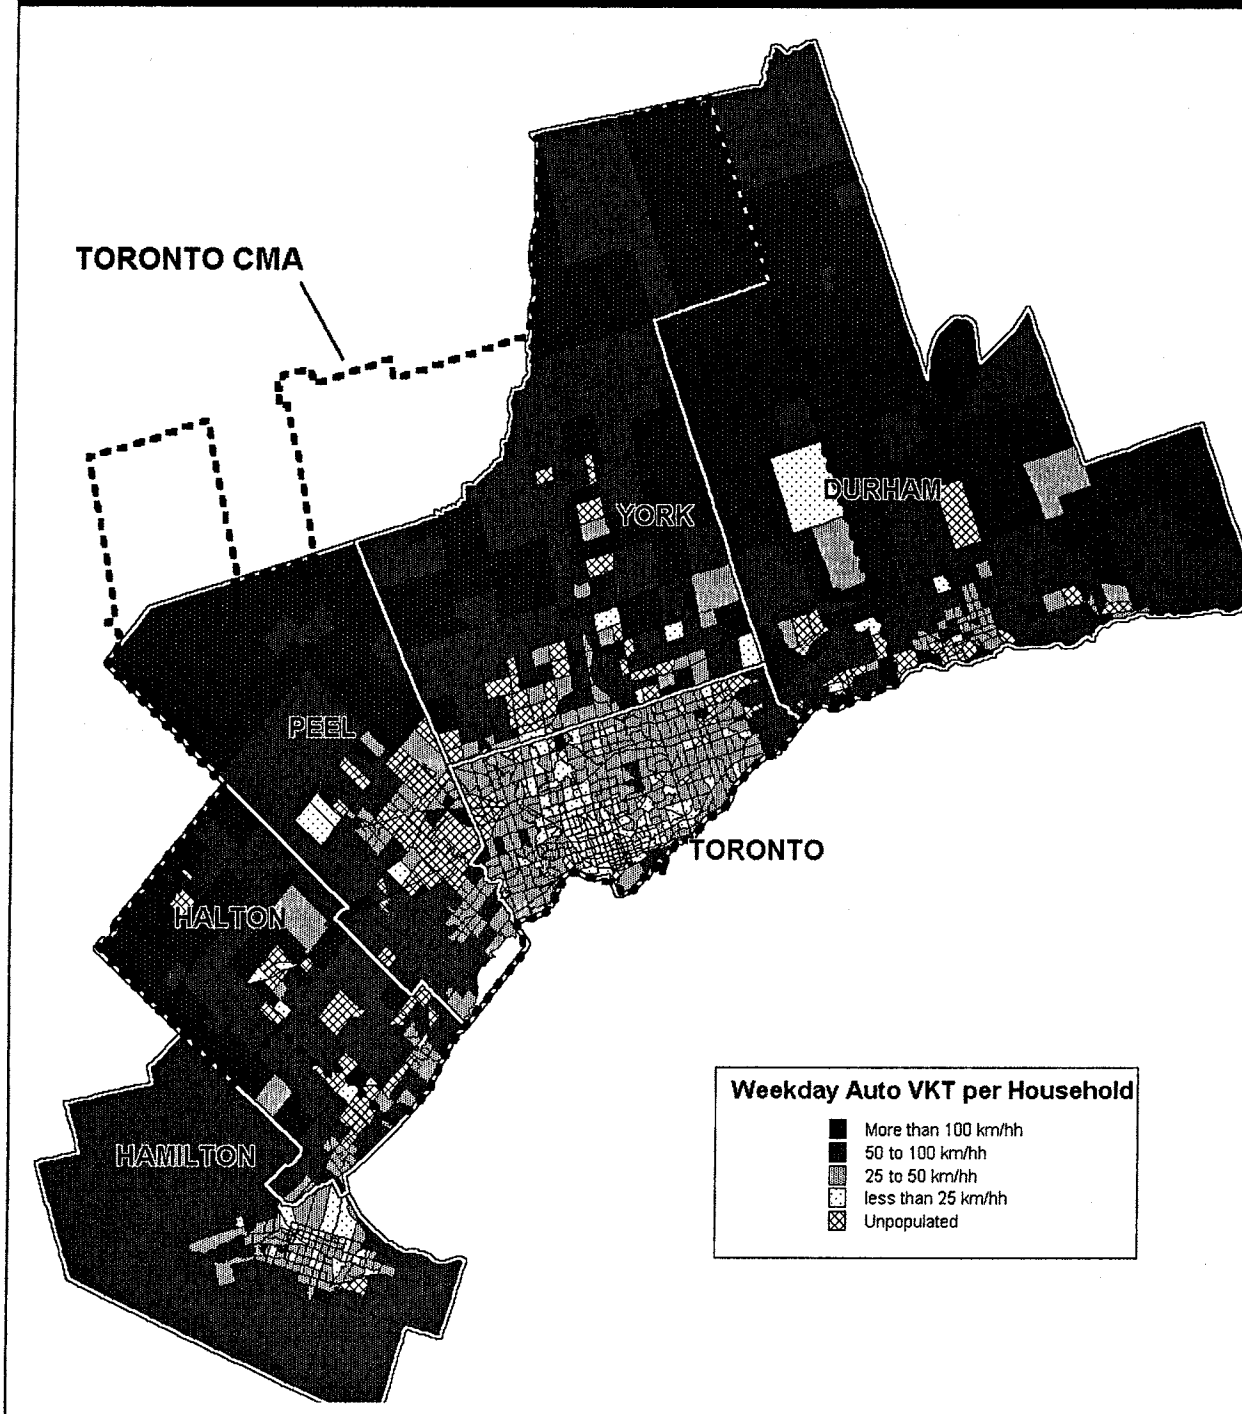 TORONTO CMA
YORK
DURHAM
PEEL
TORONTO
HALTON
HAMILTON
Weekday Auto VKT per Household
More than 100 km/hh
50 to 100 km/hh
25 to 50 km/hh
less than 25 km/hh
Unpopulated